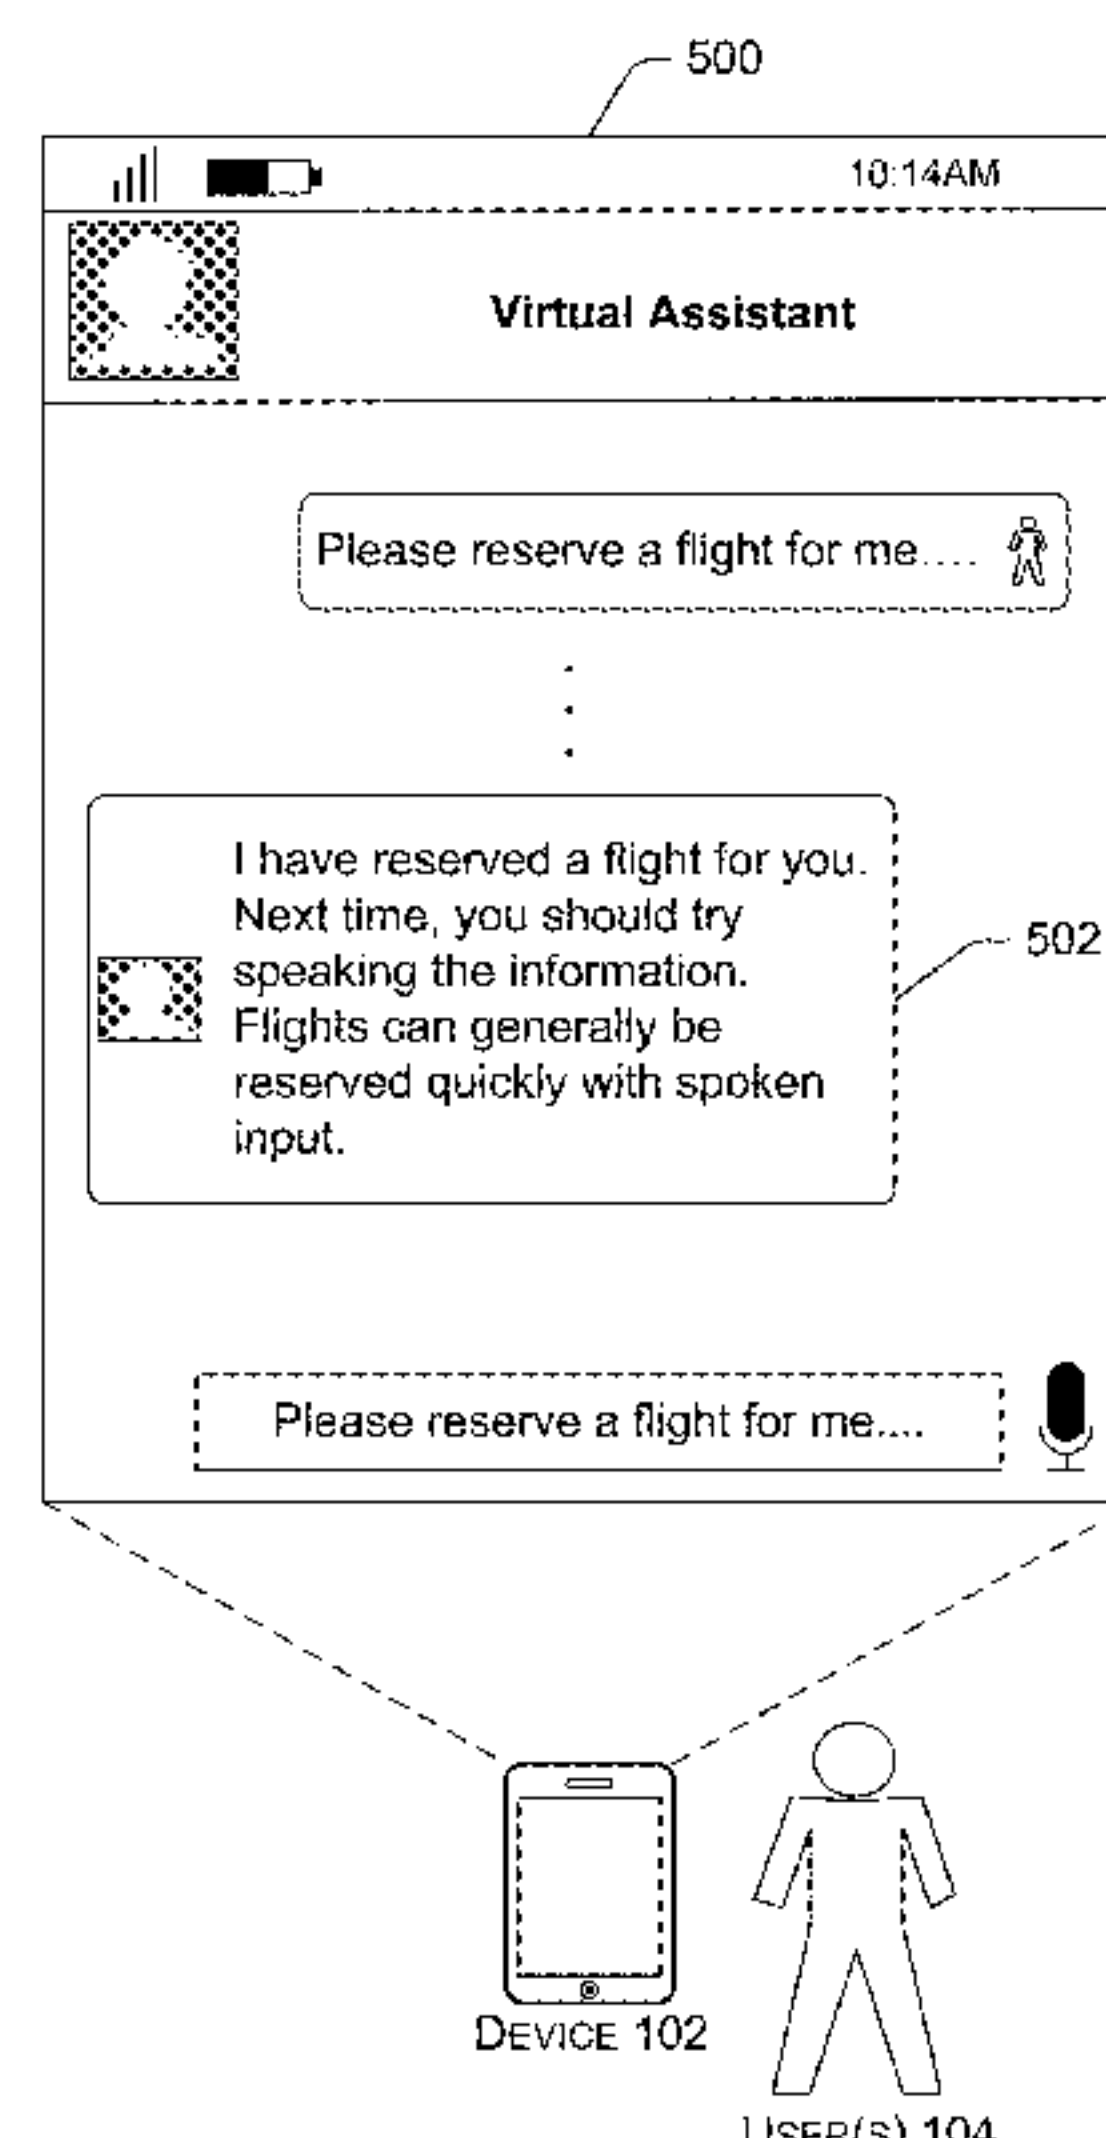 500
10:14AM
Virtual Assistant
Please reserve a flight for me....
I have reserved a flight for you.
Next time, you should try
speaking the information.
Flights can generally be
reserved quickly with spoken
input.
502
Please reserve a flight for me....
DEVICE 102
USER(S) 104